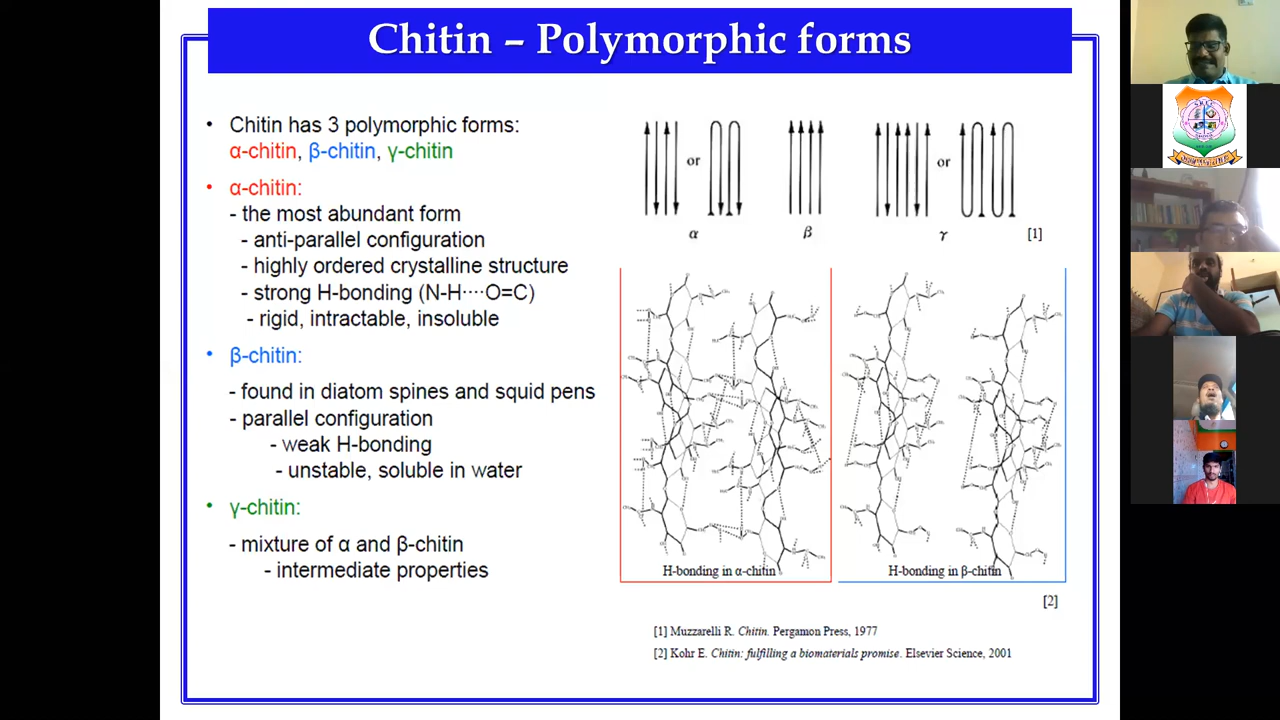 Chitin – Polymorphic forms
• Chitin has 3 polymorphic forms:
α-chitin, β-chitin, γ-chitin
• α-chitin:
- the most abundant form
- anti-parallel configuration
- highly ordered crystalline structure
- strong H-bonding (N-H····O=C)
- rigid, intractable, insoluble
• β-chitin:
- found in diatom spines and squid pens
- parallel configuration
- weak H-bonding
- unstable, soluble in water
• γ-chitin:
- mixture of α and β-chitin
- intermediate properties
or
or
α
β
γ
[1]
H-bonding in α-chitin
H-bonding in β-chitin
[2]
[1] Muzzarelli R. Chitin. Pergamon Press, 1977
[2] Kohr E. Chitin: fulfilling a biomaterials promise. Elsevier Science, 2001